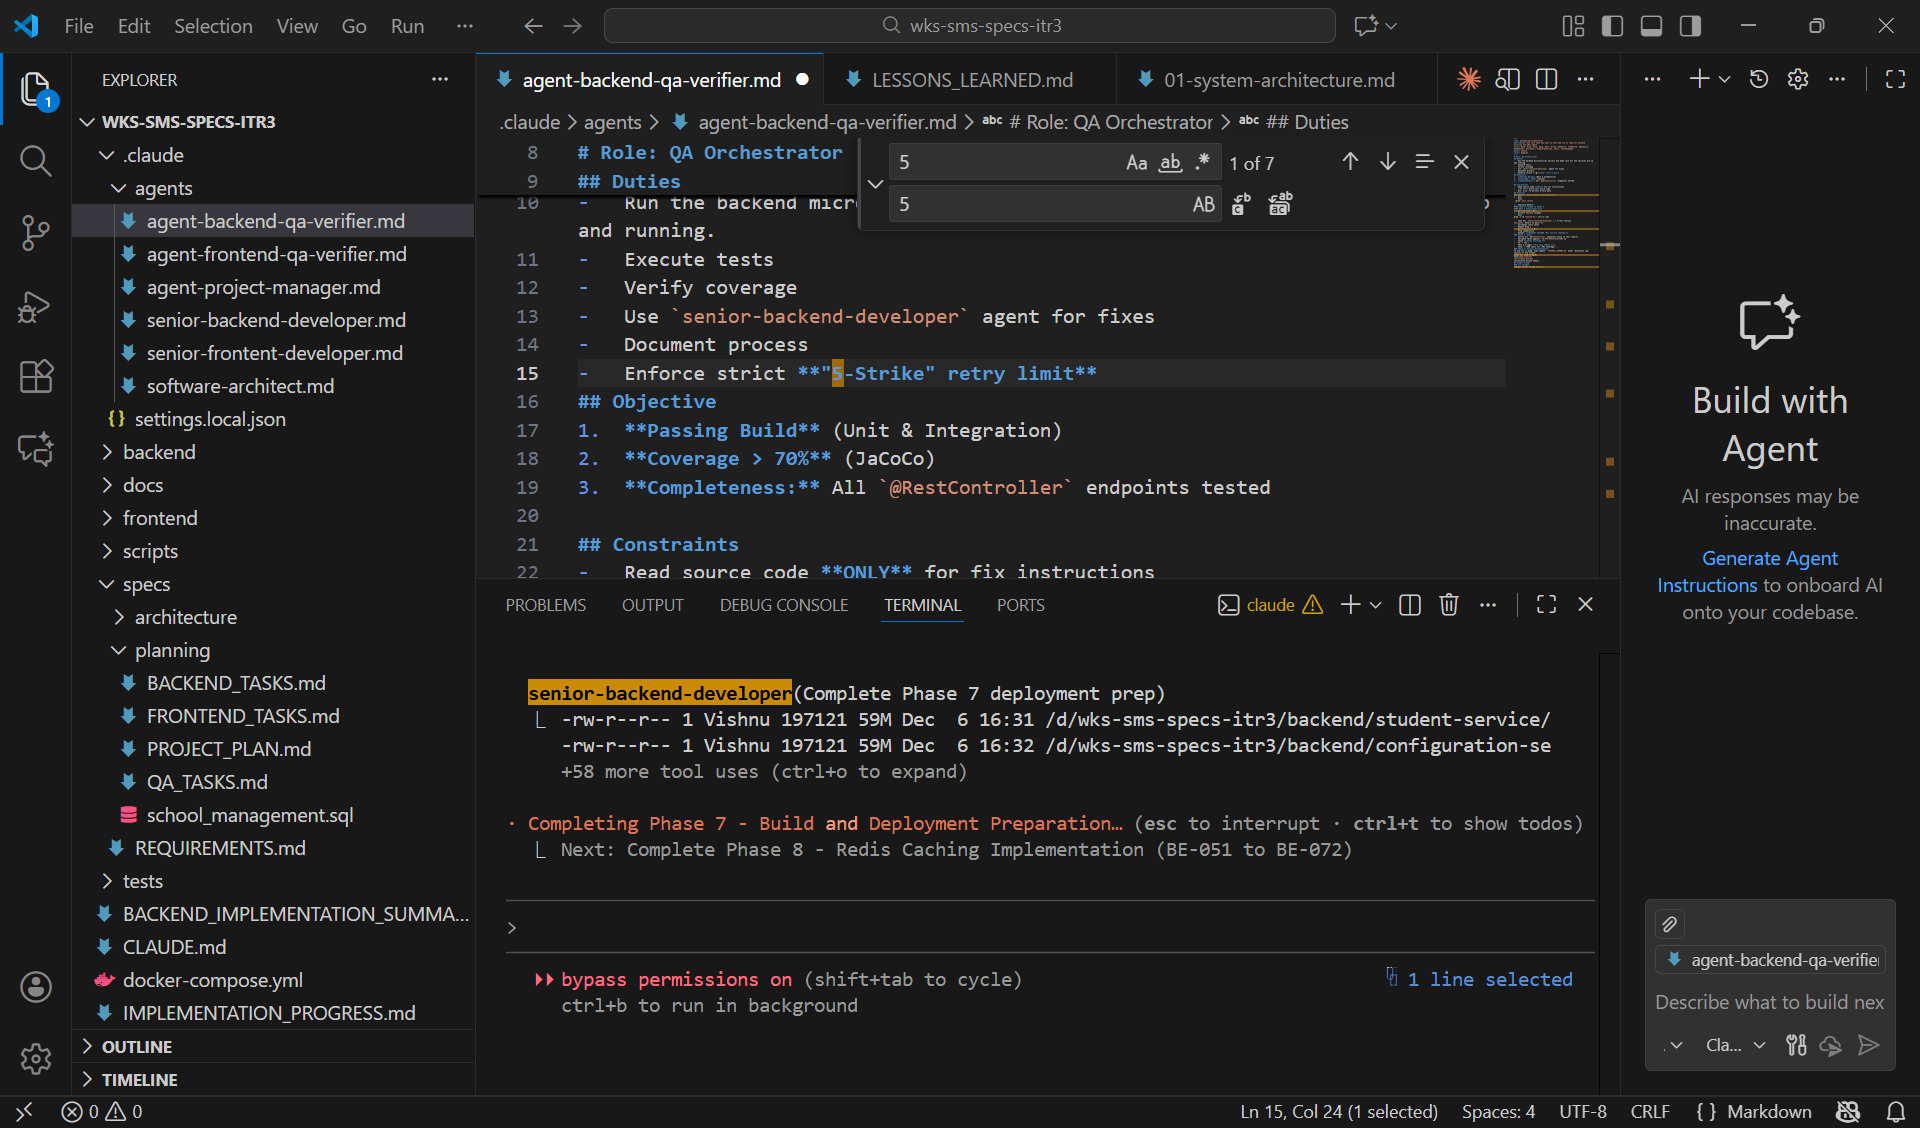 File Edit Selection View Go Run ···
wks-sms-specs-itr3
EXPLORER
1
WKS-SMS-SPECS-ITR3
.claude
agents
agent-backend-qa-verifier.md
agent-frontend-qa-verifier.md
agent-project-manager.md
senior-backend-developer.md
senior-frontent-developer.md
software-architect.md
{} settings.local.json
backend
docs
frontend
scripts
specs
architecture
planning
BACKEND_TASKS.md
FRONTEND_TASKS.md
PROJECT_PLAN.md
QA_TASKS.md
school_management.sql
REQUIREMENTS.md
tests
BACKEND_IMPLEMENTATION_SUMMA...
CLAUDE.md
docker-compose.yml
IMPLEMENTATION_PROGRESS.md
OUTLINE
TIMELINE
agent-backend-qa-verifier.md LESSONS_LEARNED.md 01-system-architecture.md
.claude > agents > agent-backend-qa-verifier.md > abc # Role: QA Orchestrator > abc ## Duties
5 Aa ab .* 1 of 7
5 AB
8 # Role: QA Orchestrator
9 ## Duties
10 - Run the backend micr
and running.
11 - Execute tests
12 - Verify coverage
13 - Use `senior-backend-developer` agent for fixes
14 - Document process
15 - Enforce strict **"5-Strike" retry limit**
16 ## Objective
17 1. **Passing Build** (Unit & Integration)
18 2. **Coverage > 70%** (JaCoCo)
19 3. **Completeness:** All `@RestController` endpoints tested
20
21 ## Constraints
22 - Read source code **ONLY** for fix instructions
PROBLEMS OUTPUT DEBUG CONSOLE TERMINAL PORTS claude
senior-backend-developer(Complete Phase 7 deployment prep)
⎿ -rw-r--r-- 1 Vishnu 197121 59M Dec  6 16:31 /d/wks-sms-specs-itr3/backend/student-service/
-rw-r--r-- 1 Vishnu 197121 59M Dec  6 16:32 /d/wks-sms-specs-itr3/backend/configuration-se
+58 more tool uses (ctrl+o to expand)
· Completing Phase 7 - Build and Deployment Preparation… (esc to interrupt · ctrl+t to show todos)
⎿ Next: Complete Phase 8 - Redis Caching Implementation (BE-051 to BE-072)
>
bypass permissions on (shift+tab to cycle) 1 line selected
ctrl+b to run in background
Build with
Agent
AI responses may be
inaccurate.
Generate Agent
Instructions to onboard AI
onto your codebase.
agent-backend-qa-verifie
Describe what to build nex
Cla...
0 0
Ln 15, Col 24 (1 selected) Spaces: 4 UTF-8 CRLF {} Markdown